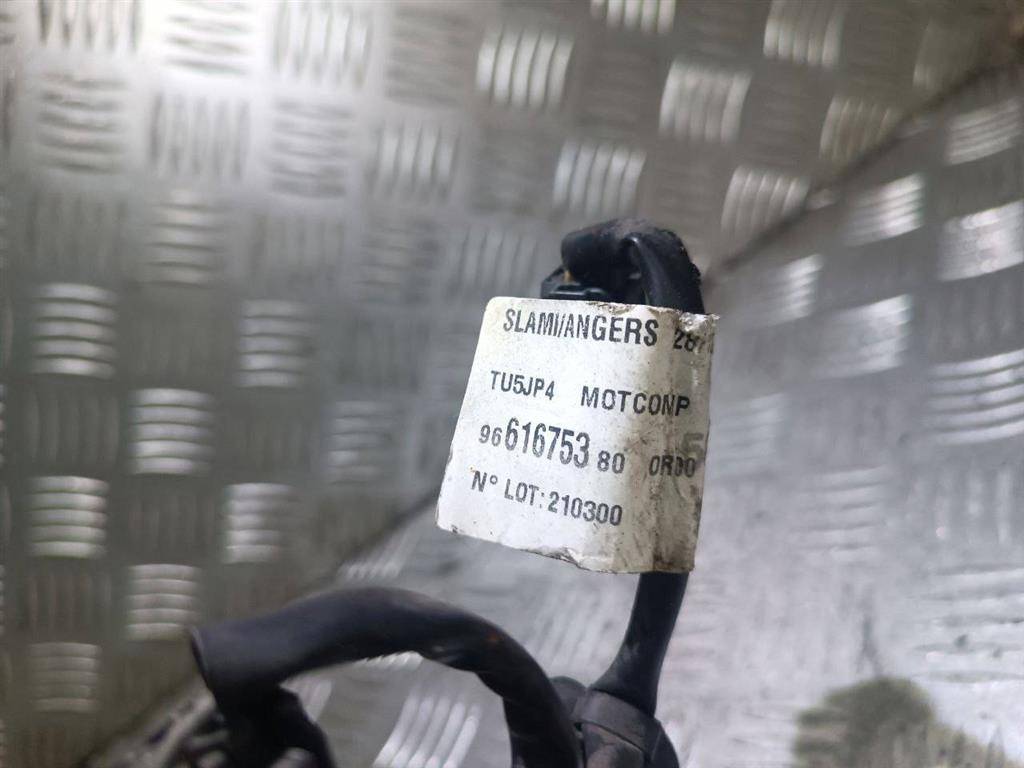 SLAMI/ANGERS
TU5JP4 MOTCONP
96 616753 80
N° LOT: 210300